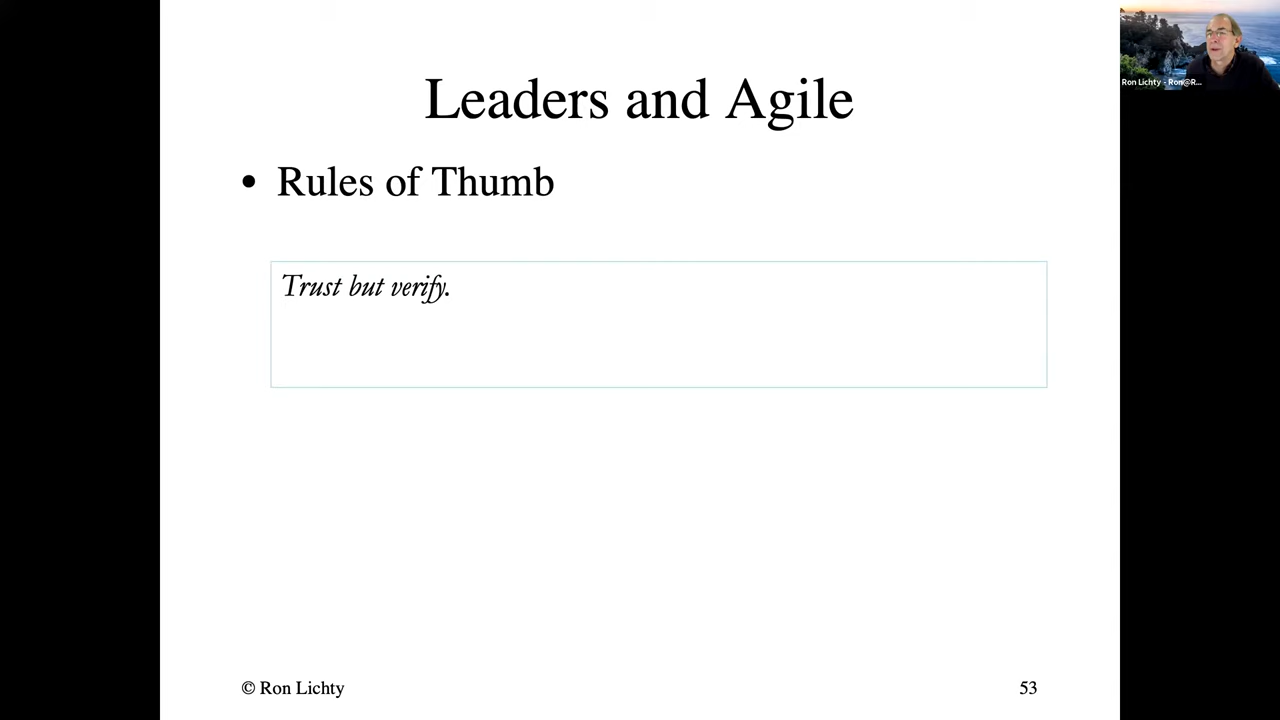 Leaders and Agile
Ron Lichty - Ron@R...
• Rules of Thumb
Trust but verify.
© Ron Lichty
53